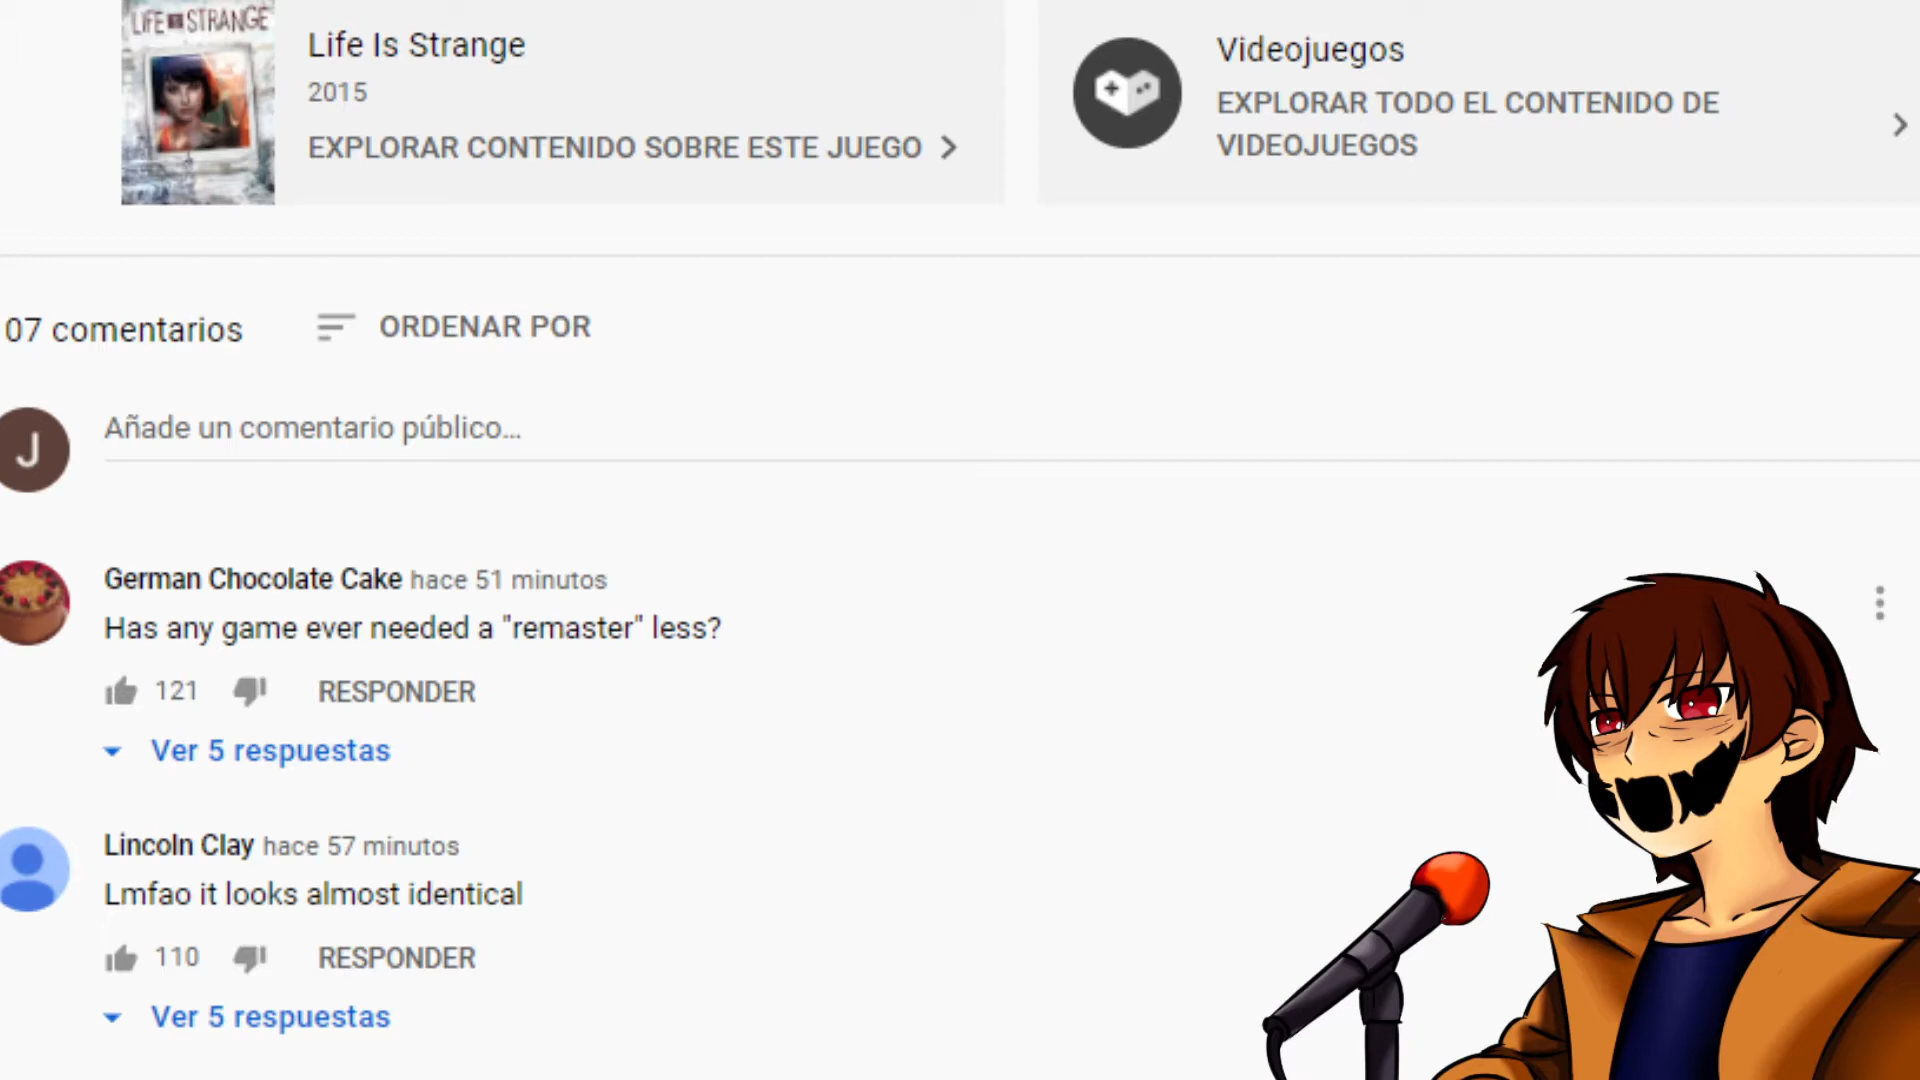 LIFE IS STRANGE
Life Is Strange
2015
EXPLORAR CONTENIDO SOBRE ESTE JUEGO
Videojuegos
EXPLORAR TODO EL CONTENIDO DE
VIDEOJUEGOS
07 comentarios
ORDENAR POR
J
Añade un comentario público...
German Chocolate Cake hace 51 minutos
Has any game ever needed a "remaster" less?
121
RESPONDER
Ver 5 respuestas
Lincoln Clay hace 57 minutos
Lmfao it looks almost identical
110
RESPONDER
Ver 5 respuestas